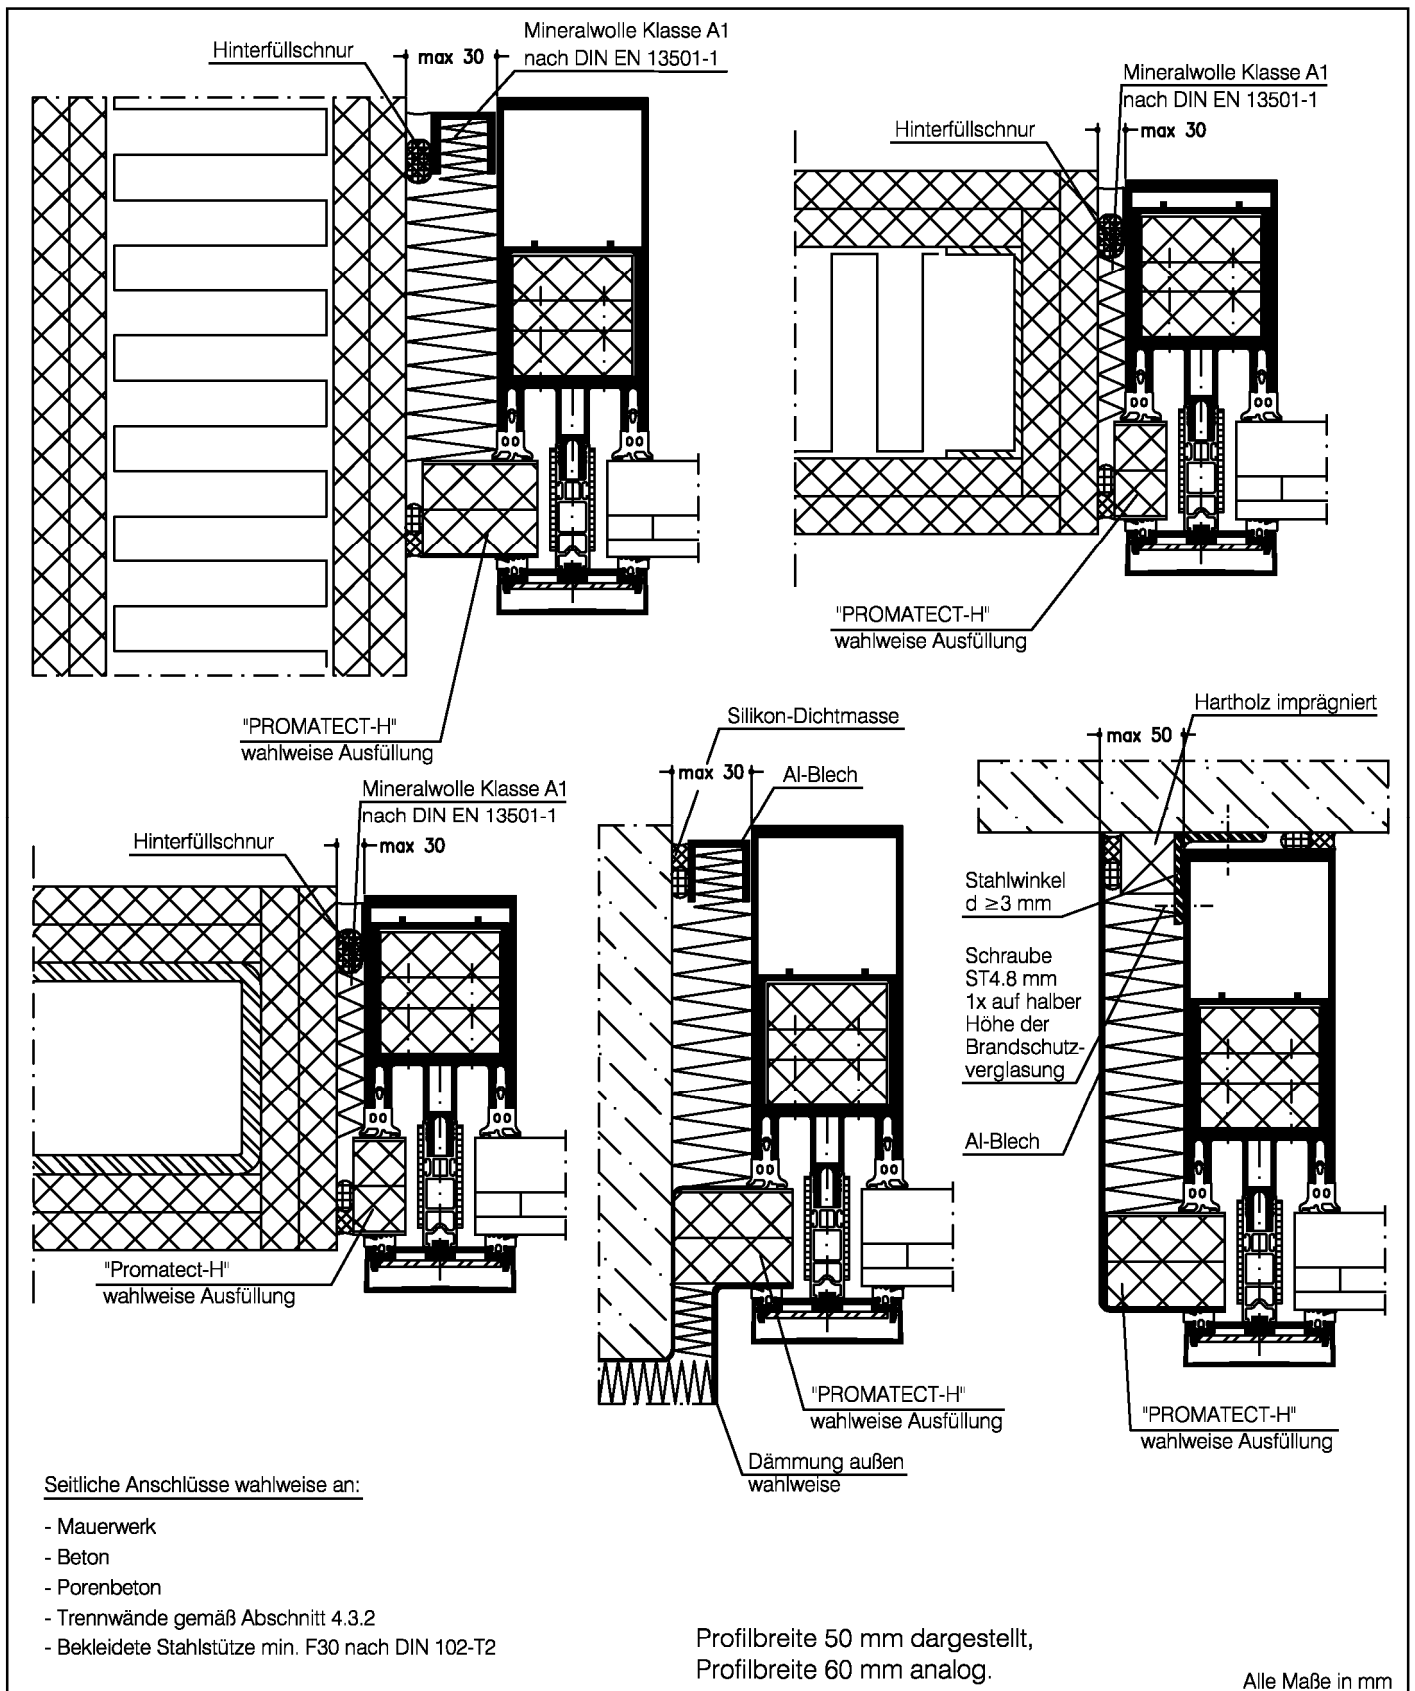 Hinterfüllschnur
max 30
Mineralwolle Klasse A1
nach DIN EN 13501-1
Mineralwolle Klasse A1
nach DIN EN 13501-1
Hinterfüllschnur
max 30
"PROMATECT-H"
wahlweise Ausfüllung
"PROMATECT-H"
wahlweise Ausfüllung
Mineralwolle Klasse A1
nach DIN EN 13501-1
Hinterfüllschnur
max 30
"Promatect-H"
wahlweise Ausfüllung
Silikon-Dichtmasse
max 30
Al-Blech
"PROMATECT-H"
wahlweise Ausfüllung
Dämmung außen
wahlweise
Hartholz imprägniert
max 50
Stahlwinkel
d ≥3 mm
Schraube
ST4.8 mm
1x auf halber
Höhe der
Brandschutz-
verglasung
Al-Blech
"PROMATECT-H"
wahlweise Ausfüllung
Seitliche Anschlüsse wahlweise an:
- Mauerwerk
- Beton
- Porenbeton
- Trennwände gemäß Abschnitt 4.3.2
- Bekleidete Stahlstütze min. F30 nach DIN 102-T2
Profilbreite 50 mm dargestellt,
Profilbreite 60 mm analog.
Alle Maße in mm